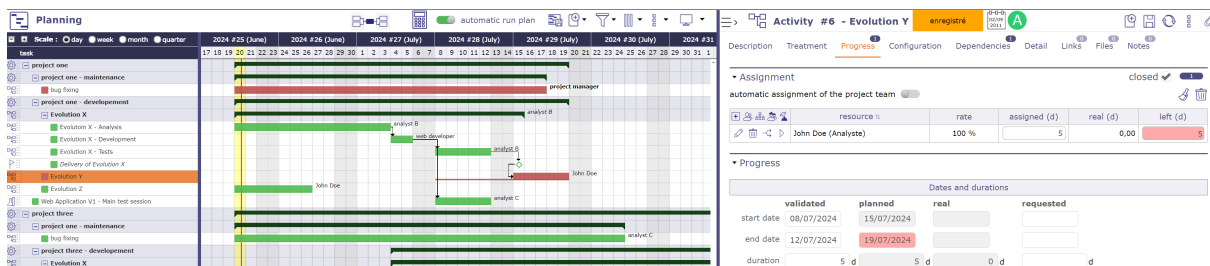 Planning
automatic run plan
Scale : day week month quarter
2024 #25 (June) 2024 #26 (June) 2024 #27 (July) 2024 #28 (July) 2024 #29 (July) 2024 #30 (July) 2024 #31
task
17 18 19 20 21 22 23 24 25 26 27 28 29 30 1 2 3 4 5 6 7 8 9 10 11 12 13 14 15 16 17 18 19 20 21 22 23 24 25 26 27 28 29 30 31 1
project one
project one - maintenance
bug fixing
project manager
project one - developement
Evolution X
analyst B
Evolutoin X - Analysis
analyst B
Evolution X - Development
web developer
Evolution X - Tests
analyst B
Delivery of Evolution X
Evolution Y
John Doe
Evolution Z
John Doe
Web Application V1 - Main test session
analyst C
project three
project one - maintenance
bug fixing
analyst C
project three - developement
Evolution X
Activity #6 - Evolution Y
enregistré
02/09
2011
A
Description Treatment Progress 1 Configuration Dependencies 1 Detail Links 0 Files 0 Notes 0
Assignment
closed 1
automatic assignment of the project team
resource rate assigned (d) real (d) left (d)
John Doe (Analyste) 100 % 5 0,00 5
Progress
Dates and durations
validated planned real requested
start date 08/07/2024 15/07/2024
end date 12/07/2024 19/07/2024
duration 5 d 5 d 0 d d